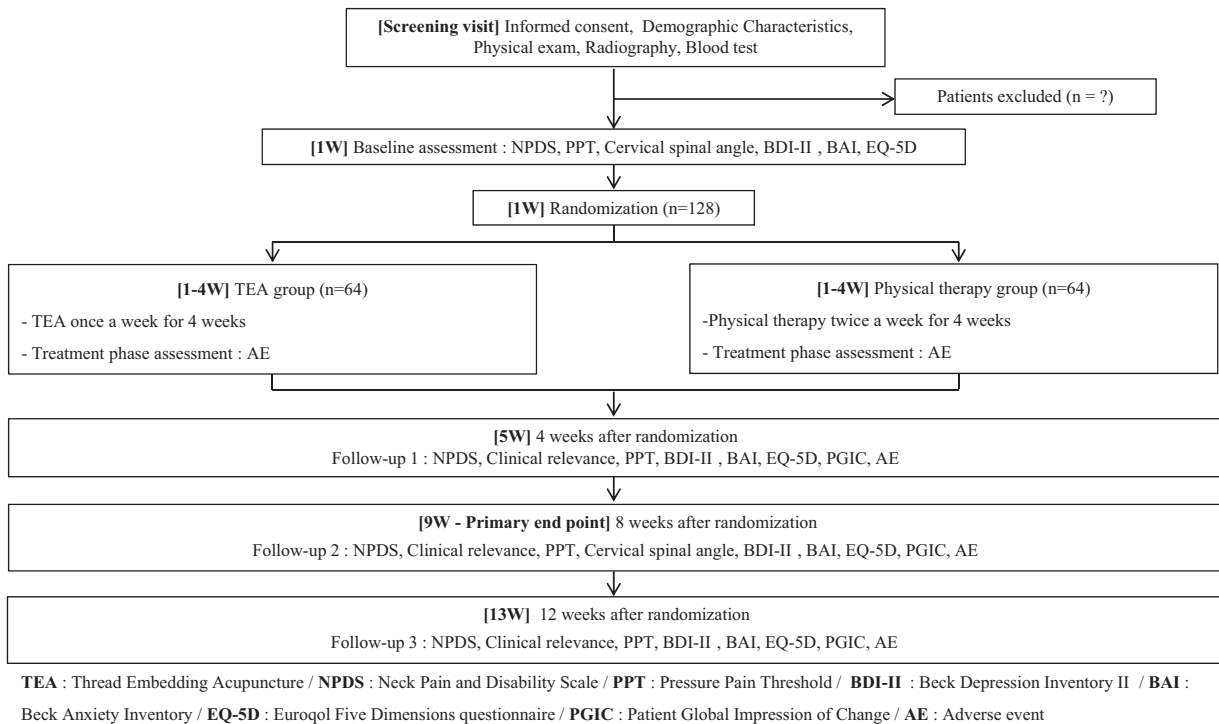 [Screening visit] Informed consent, Demographic Characteristics,
Physical exam, Radiography, Blood test
Patients excluded (n = ?)
[1W] Baseline assessment : NPDS, PPT, Cervical spinal angle, BDI-II , BAI, EQ-5D
[1W] Randomization (n=128)
[1-4W] TEA group (n=64)
- TEA once a week for 4 weeks
- Treatment phase assessment : AE
[1-4W] Physical therapy group (n=64)
-Physical therapy twice a week for 4 weeks
- Treatment phase assessment : AE
[5W] 4 weeks after randomization
Follow-up 1 : NPDS, Clinical relevance, PPT, BDI-II , BAI, EQ-5D, PGIC, AE
[9W - Primary end point] 8 weeks after randomization
Follow-up 2 : NPDS, Clinical relevance, PPT, Cervical spinal angle, BDI-II , BAI, EQ-5D, PGIC, AE
[13W] 12 weeks after randomization
Follow-up 3 : NPDS, Clinical relevance, PPT, BDI-II , BAI, EQ-5D, PGIC, AE
TEA : Thread Embedding Acupuncture / NPDS : Neck Pain and Disability Scale / PPT : Pressure Pain Threshold / BDI-II : Beck Depression Inventory II / BAI :
Beck Anxiety Inventory / EQ-5D : Euroqol Five Dimensions questionnaire / PGIC : Patient Global Impression of Change / AE : Adverse event